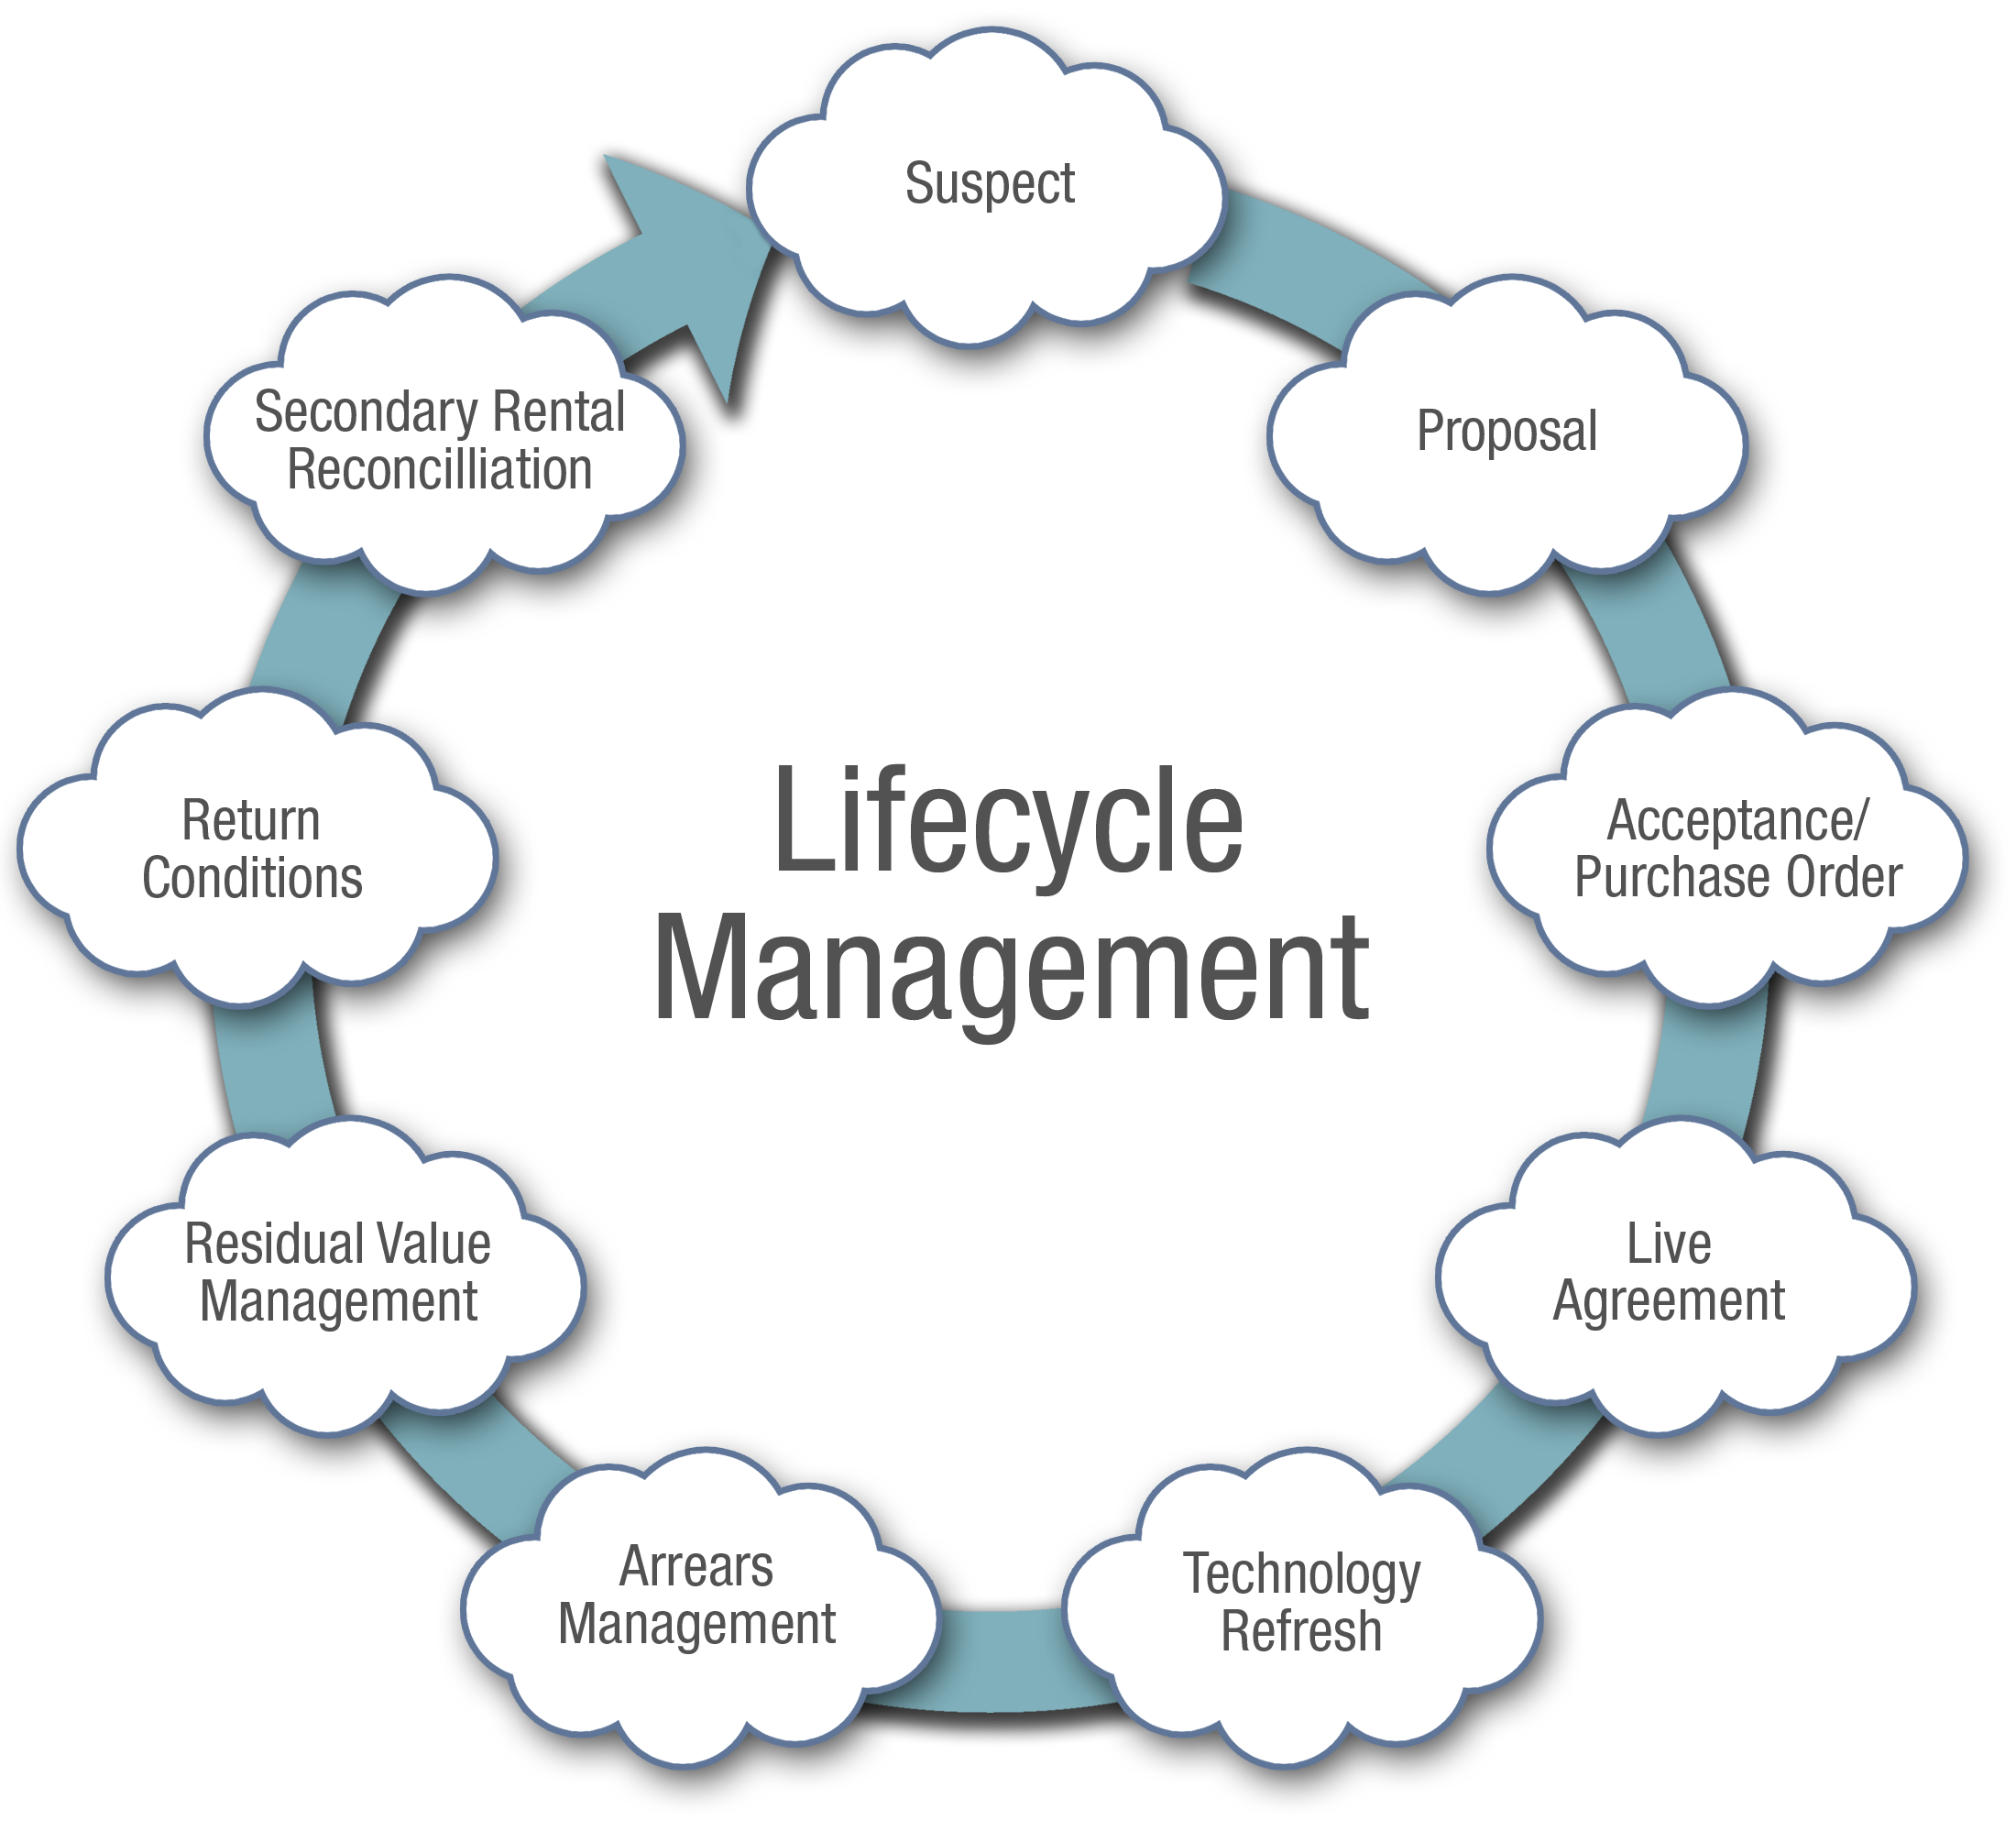 Suspect
Proposal
Acceptance/
Purchase Order
Live
Agreement
Technology
Refresh
Arrears
Management
Residual Value
Management
Return
Conditions
Secondary Rental
Reconcilliation
Lifecycle
Management